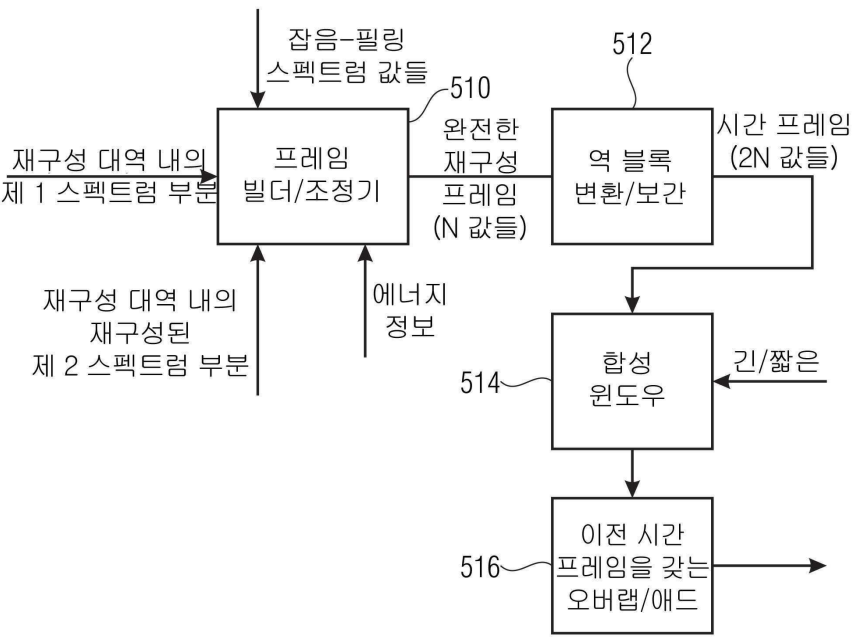 잡음-필링
스펙트럼 값들
510
재구성 대역 내의
제 1 스펙트럼 부분
프레임
빌더/조정기
완전한
재구성
프레임
(N 값들)
512
역 블록
변환/보간
시간 프레임
(2N 값들)
재구성 대역 내의
재구성된
제 2 스펙트럼 부분
에너지
정보
514
합성
윈도우
긴/짧은
516
이전 시간
프레임을 갖는
오버랩/애드